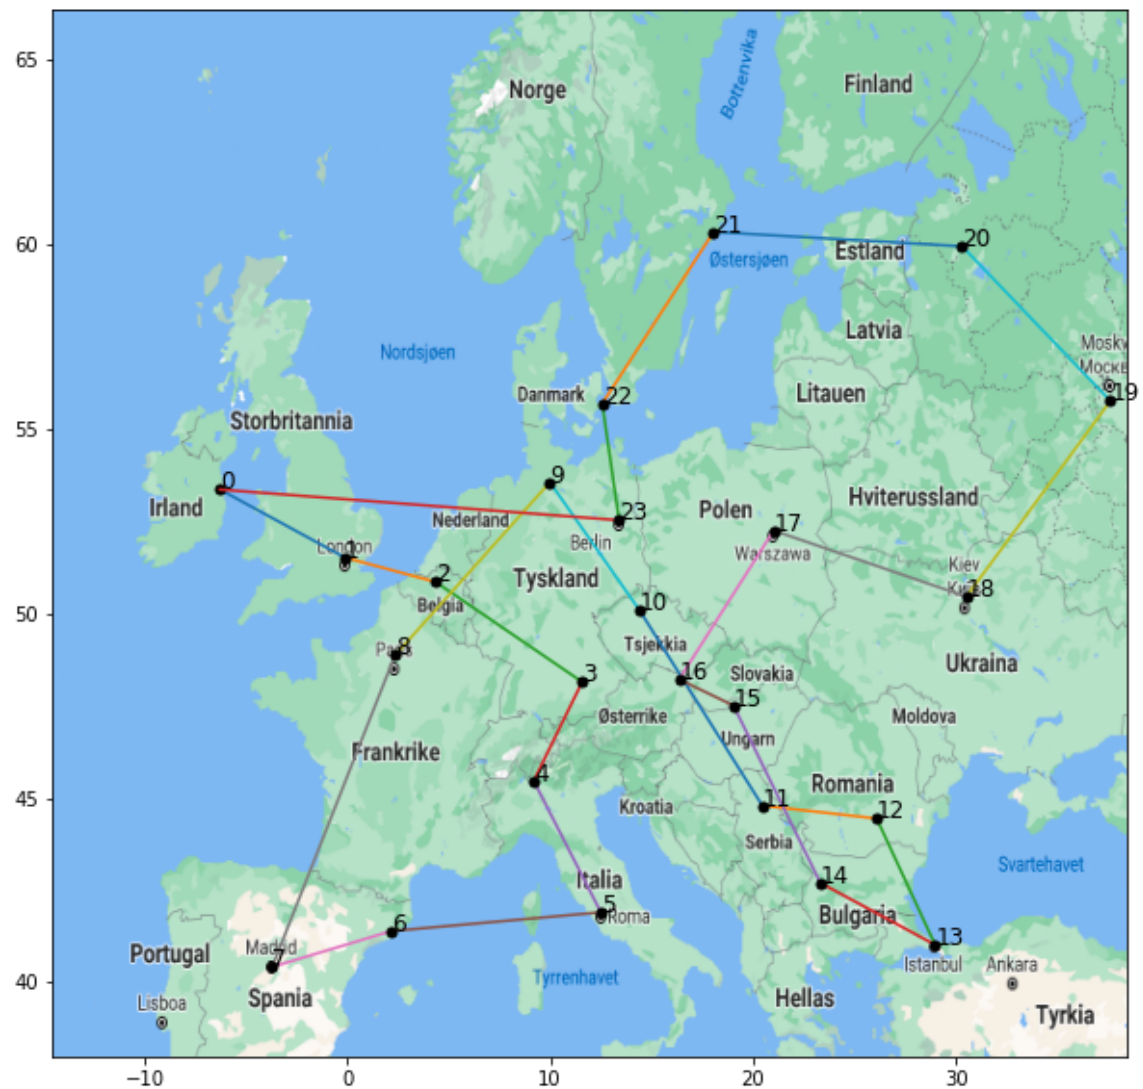 65
60
55
50
45
40
−10
0
10
20
30
Norge
Finland
Bottenvika
21
20
Østersjøen
Estland
Nordsjøen
Latvia
Moskv
Москв
Danmark
22
Litauen
19
Storbritannia
0
9
Irland
Nederland
23
Polen
17
Hviterussland
London
1
Berlin
Warszawa
Kiev
2
Tyskland
18
Belgia
10
8
Tsjekkia
Ukraina
3
16
Slovakia
15
Østerrike
Moldova
Frankrike
Ungarn
4
Romania
Kroatia
11
12
Serbia
Svartehavet
Italia
14
5
Roma
Bulgaria
6
13
Portugal
Madrid
7
Istanbul
Ankara
Tyrrenhavet
Lisboa
Spania
Hellas
Tyrkia